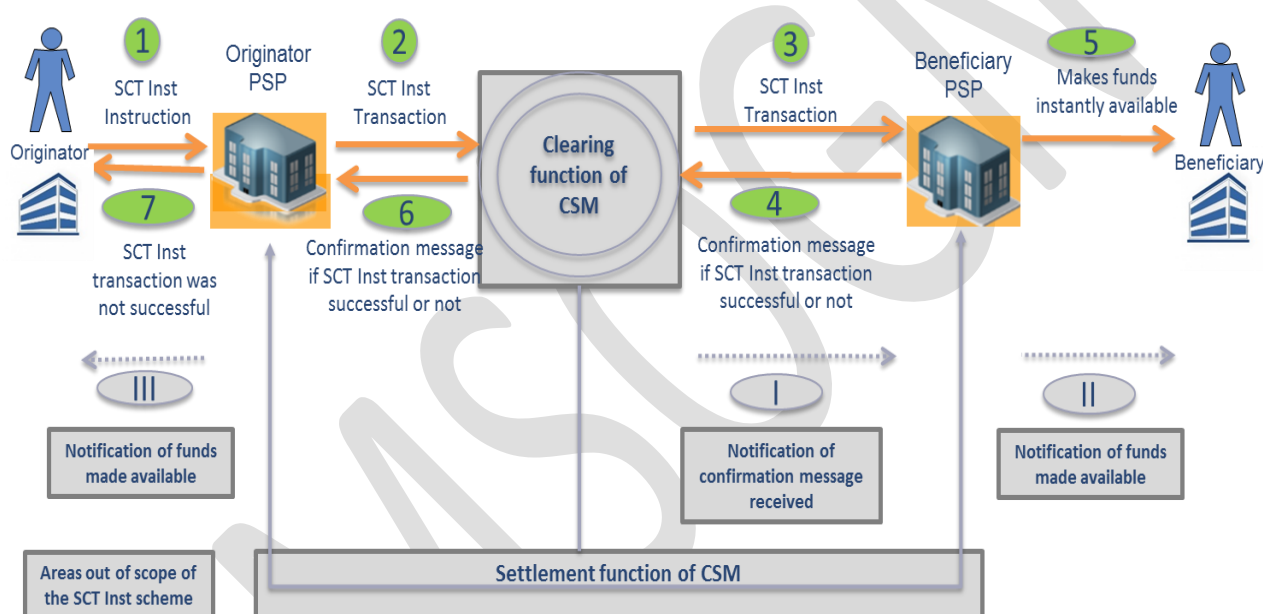 1
SCT Inst
Instruction
Originator
PSP
2
SCT Inst
Transaction
3
SCT Inst
Transaction
Beneficiary
PSP
5
Makes funds
instantly available
Originator
Clearing
function of
CSM
Beneficiary
7
SCT Inst
transaction was
not successful
6
Confirmation message
if SCT Inst transaction
successful or not
4
Confirmation message
if SCT Inst transaction
successful or not
III
Notification of funds
made available
I
Notification of
confirmation message
received
II
Notification of funds
made available
Areas out of scope of
the SCT Inst scheme
Settlement function of CSM